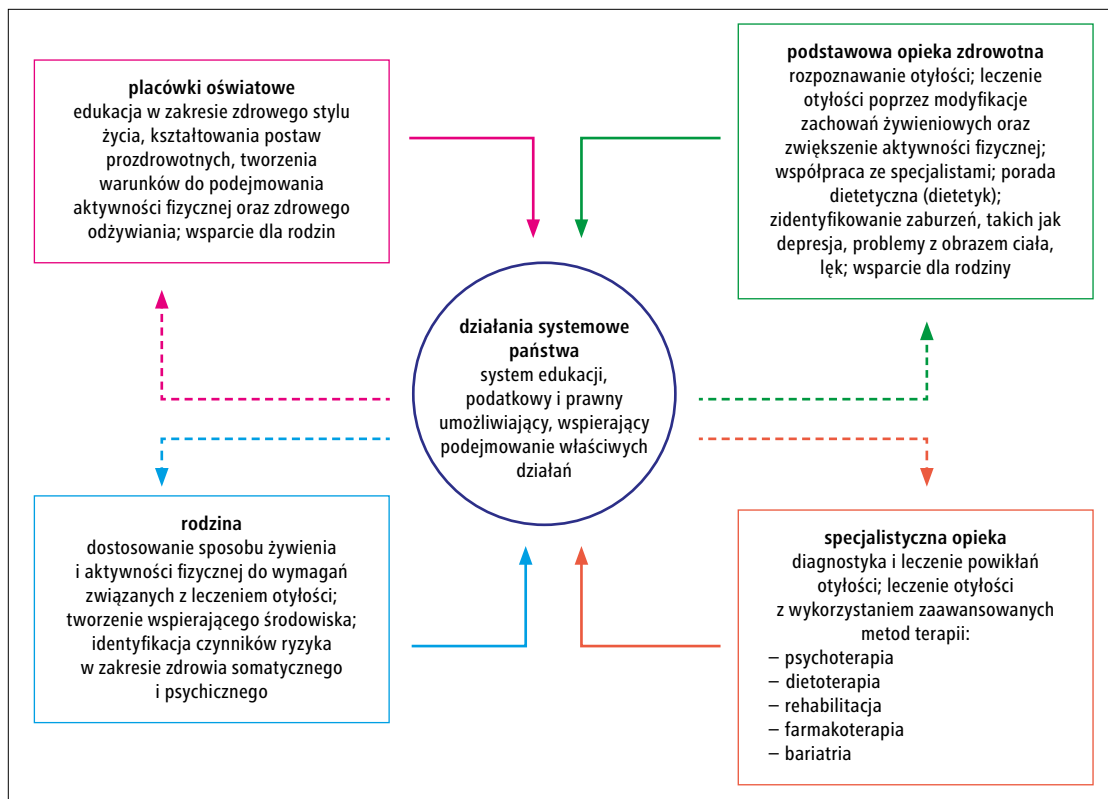 placówki oświatowe
edukacja w zakresie zdrowego stylu
życia, kształtowania postaw
prozdrowotnych, tworzenia
warunków do podejmowania
aktywności fizycznej oraz zdrowego
odżywiania; wsparcie dla rodzin
podstawowa opieka zdrowotna
rozpoznawanie otyłości; leczenie
otyłości poprzez modyfikacje
zachowań żywieniowych oraz
zwiększenie aktywności fizycznej;
współpraca ze specjalistami; porada
dietetyczna (dietetyk);
zidentyfikowanie zaburzeń, takich jak
depresja, problemy z obrazem ciała,
lęk; wsparcie dla rodziny
działania systemowe
państwa
system edukacji,
podatkowy i prawny
umożliwiający, wspierający
podejmowanie właściwych
działań
rodzina
dostosowanie sposobu żywienia
i aktywności fizycznej do wymagań
związanych z leczeniem otyłości;
tworzenie wspierającego środowiska;
identyfikacja czynników ryzyka
w zakresie zdrowia somatycznego
i psychicznego
specjalistyczna opieka
diagnostyka i leczenie powikłań
otyłości; leczenie otyłości
z wykorzystaniem zaawansowanych
metod terapii:
– psychoterapia
– dietoterapia
– rehabilitacja
– farmakoterapia
– bariatria